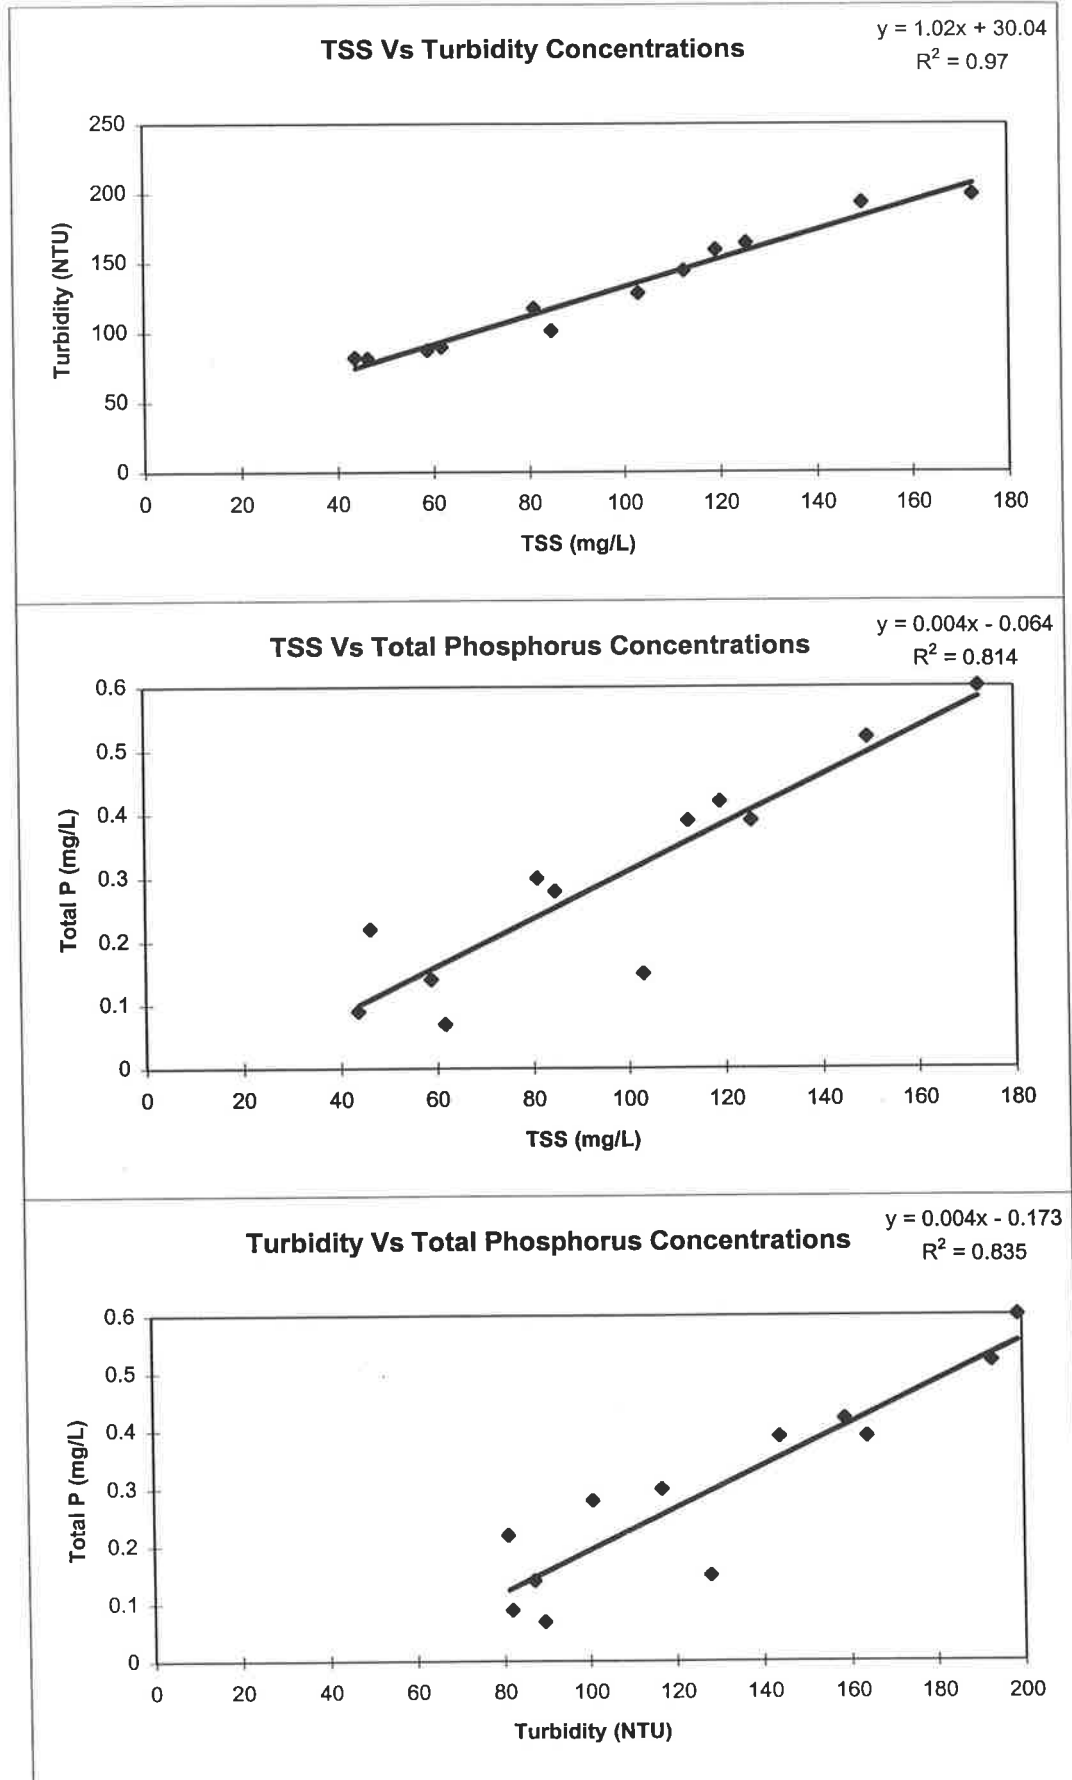 TSS Vs Turbidity Concentrations
y = 1.02x + 30.04
R² = 0.97
250
200
150
100
50
0
Turbidity (NTU)
0 20 40 60 80 100 120 140 160 180
TSS (mg/L)
TSS Vs Total Phosphorus Concentrations
y = 0.004x - 0.064
R² = 0.814
0.6
0.5
0.4
0.3
0.2
0.1
0
Total P (mg/L)
0 20 40 60 80 100 120 140 160 180
TSS (mg/L)
Turbidity Vs Total Phosphorus Concentrations
y = 0.004x - 0.173
R² = 0.835
0.6
0.5
0.4
0.3
0.2
0.1
0
Total P (mg/L)
0 20 40 60 80 100 120 140 160 180 200
Turbidity (NTU)